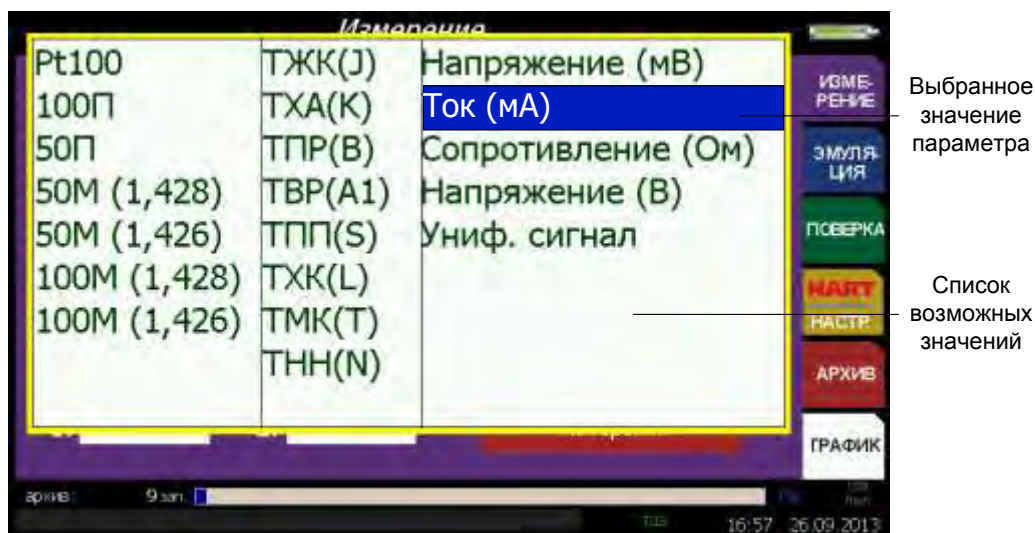 Измерение
Pt100
100П
50П
50М (1,428)
50М (1,426)
100М (1,428)
100М (1,426)
ТЖК(J)
ТХА(K)
ТПР(B)
ТВР(А1)
ТПП(S)
ТХК(L)
ТМК(Т)
ТНН(N)
Напряжение (мВ)
Ток (мА)
Сопротивление (Ом)
Напряжение (В)
Униф. сигнал
ИЗМЕ-
РЕНИЕ
ЭМУЛЯ-
ЦИЯ
ПОВЕРКА
HART
НАСТР.
АРХИВ
ГРАФИК
архив:
9 зап.
16:57
26.09.2013
Выбранное
значение
параметра
Список
возможных
значений